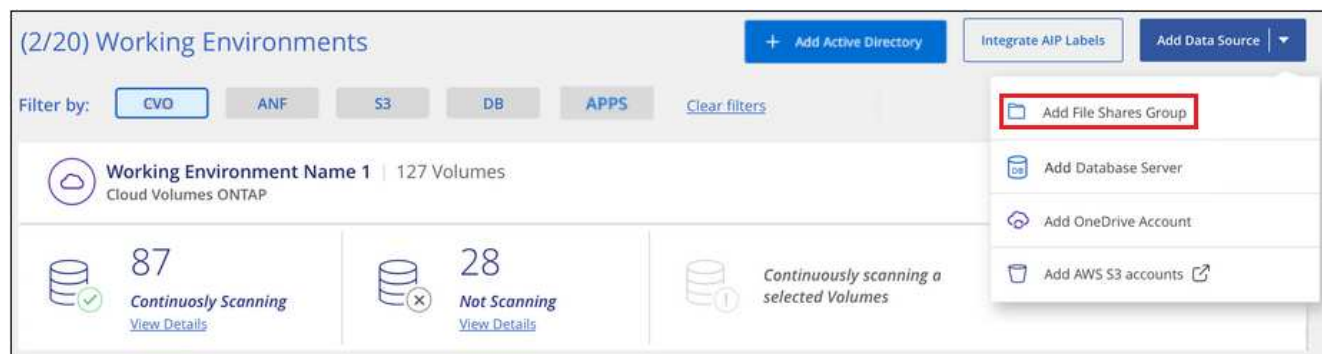 (2/20) Working Environments
+ Add Active Directory
Integrate AIP Labels
Add Data Source
Filter by:
CVO
ANF
S3
DB
APPS
Clear filters
Add File Shares Group
DB
Add Database Server
Add OneDrive Account
Add AWS S3 accounts
Working Environment Name 1 | 127 Volumes
Cloud Volumes ONTAP
87
Continuosly Scanning
View Details
28
Not Scanning
View Details
Continuously scanning a
selected Volumes